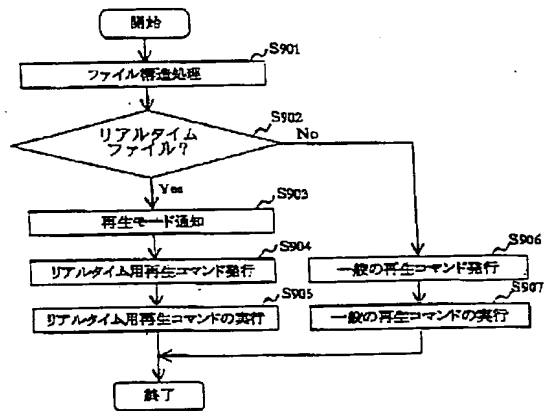 開始
S901
ファイル構造処理
S902
リアルタイム
ファイル?
No
Yes
S903
再生モード通知
S904
リアルタイム用再生コマンド発行
S905
リアルタイム用再生コマンドの実行
S906
一般の再生コマンド発行
S907
一般の再生コマンドの実行
終了